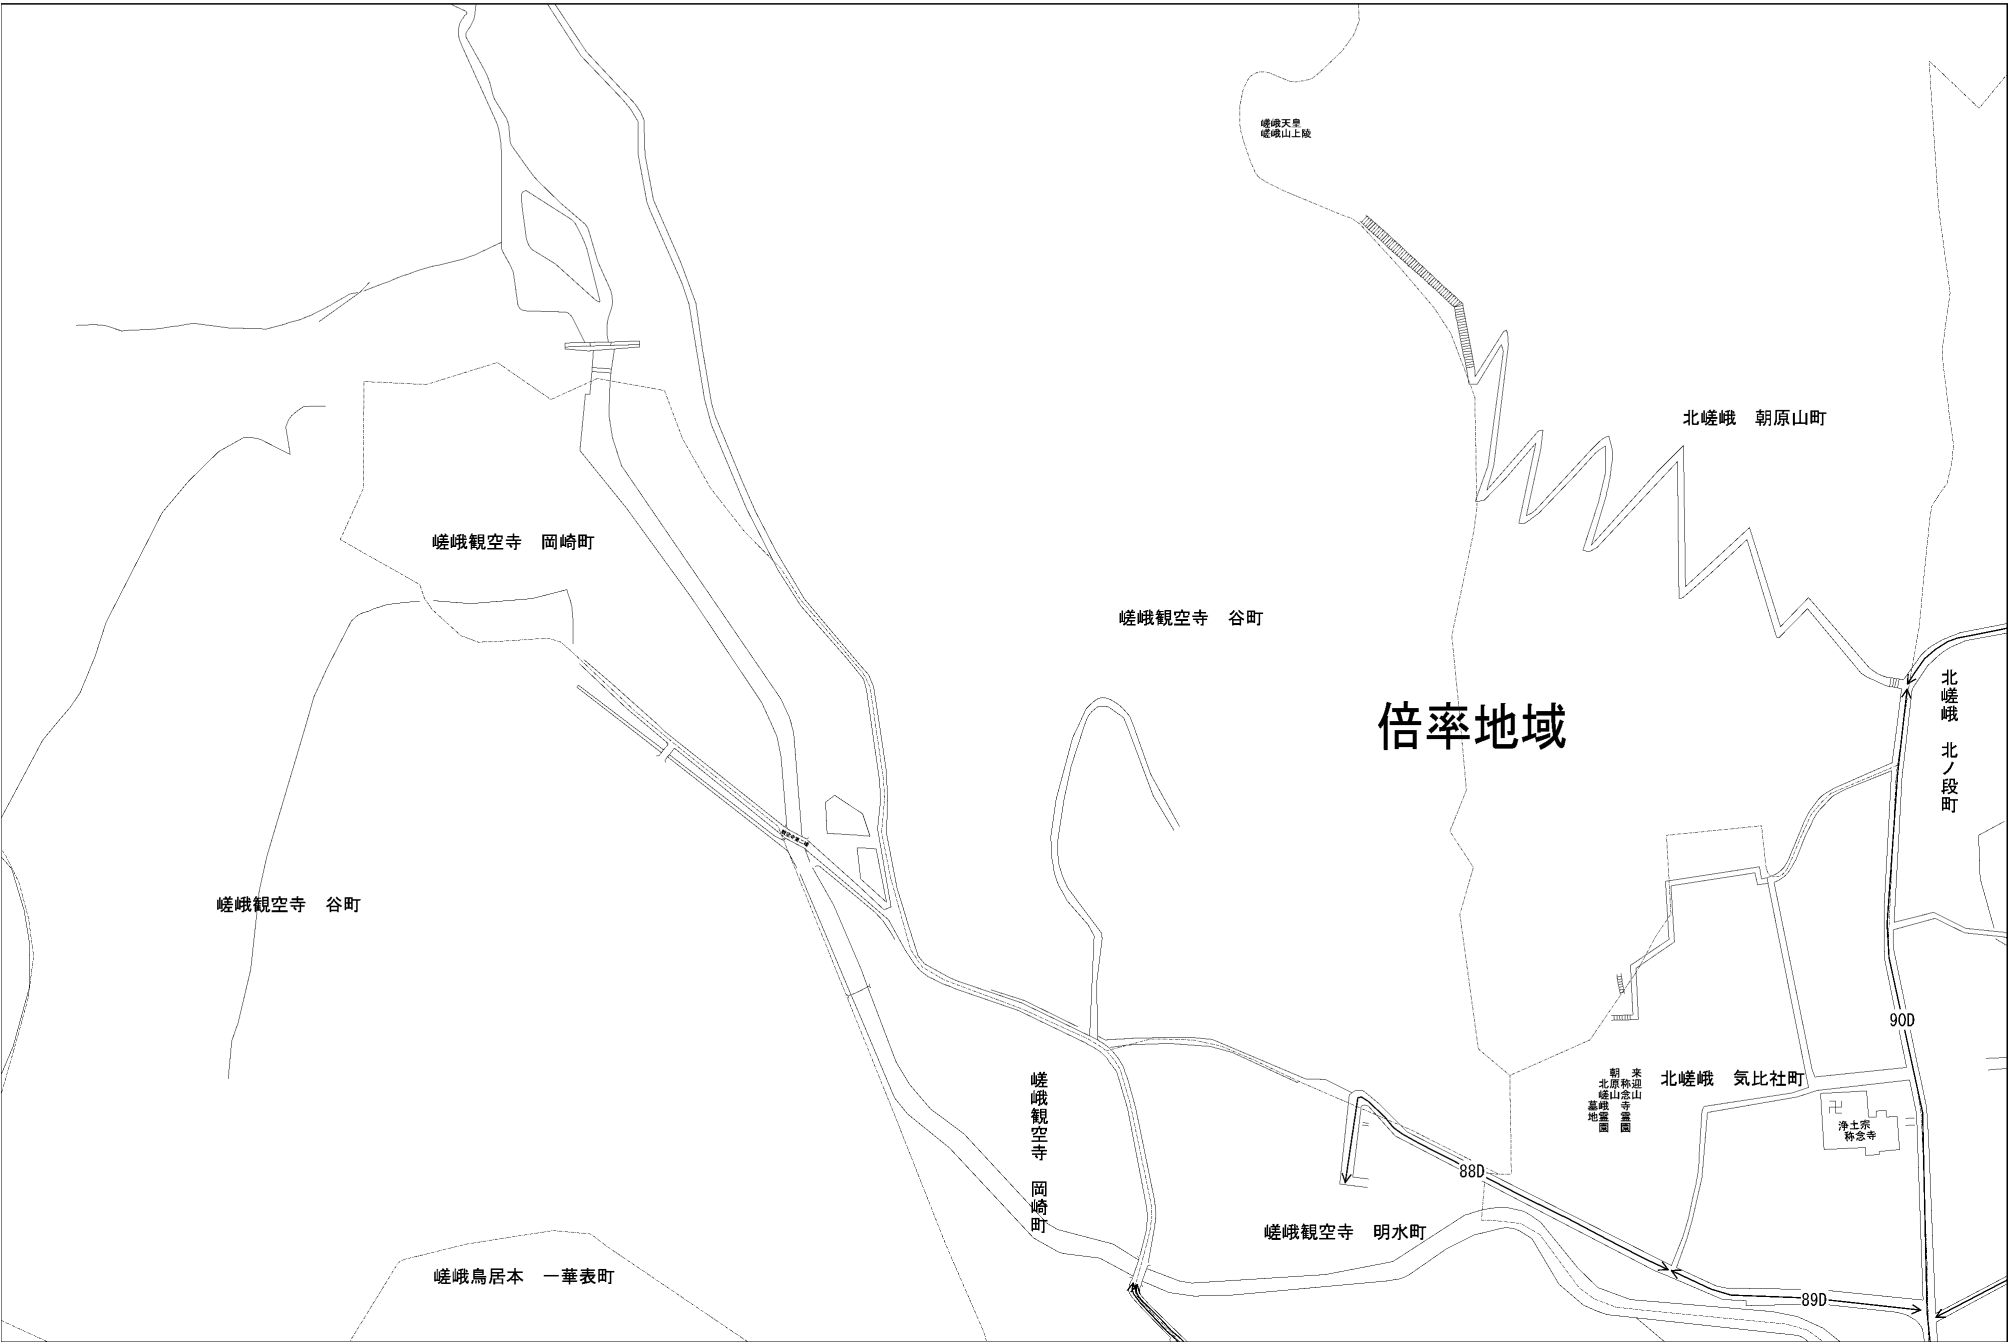 嵯峨天皇
嵯峨山上陵
北嵯峨　朝原山町
嵯峨観空寺　岡崎町
嵯峨観空寺　谷町
倍率地域
北嵯峨　北ノ段町
嵯峨観空寺　谷町
90D
嵯峨観空寺　岡崎町
来迎山
称念寺霊園
朝原山
北嵯峨霊園
墓地
北嵯峨　気比社町
浄土宗
称念寺
88D
嵯峨観空寺　明水町
嵯峨鳥居本　一華表町
89D